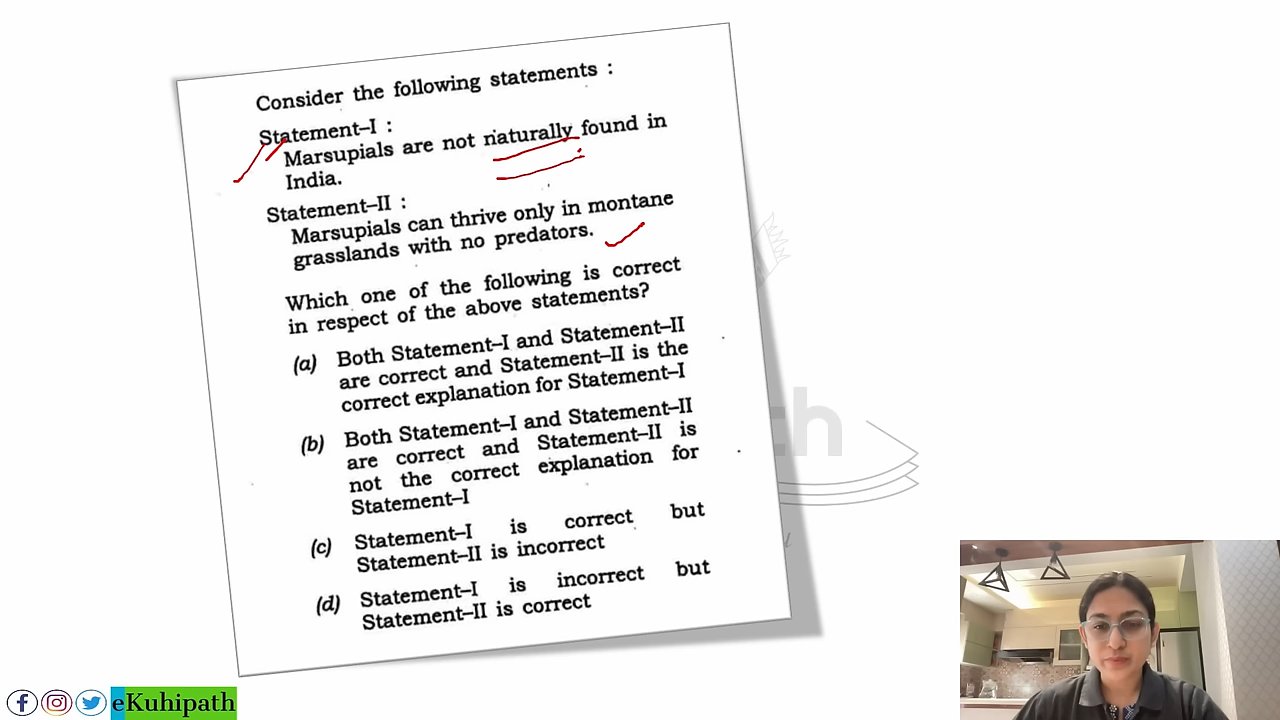 Consider the following statements :
Statement–I :
Marsupials are not naturally found in
India.
Statement–II :
Marsupials can thrive only in montane
grasslands with no predators.
Which one of the following is correct
in respect of the above statements?
(a) Both Statement–I and Statement–II
are correct and Statement–II is the
correct explanation for Statement–I
(b) Both Statement–I and Statement–II
are correct and Statement–II is
not the correct explanation for
Statement–I
(c) Statement–I is correct but
Statement–II is incorrect
(d) Statement–I is incorrect but
Statement–II is correct
eKuhipath